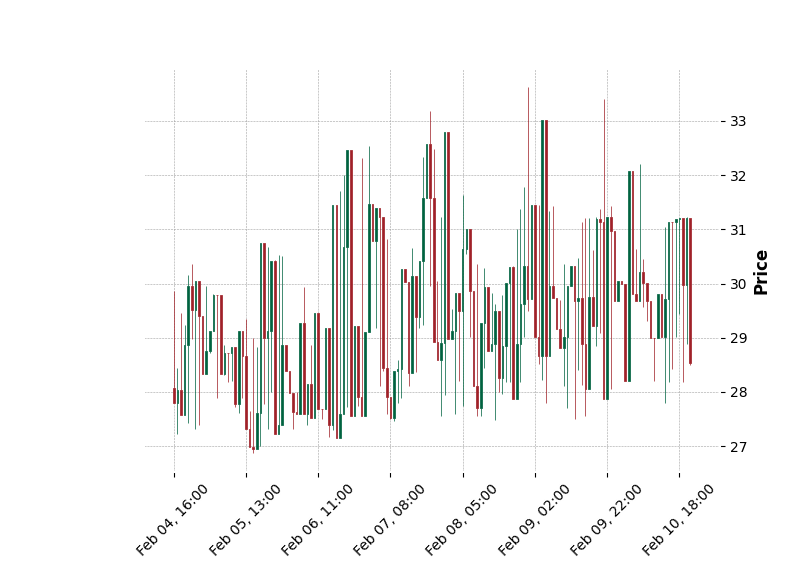 33
32
31
30
29
28
27
Price
Feb 04, 16:00
Feb 05, 13:00
Feb 06, 11:00
Feb 07, 08:00
Feb 08, 05:00
Feb 09, 02:00
Feb 09, 22:00
Feb 10, 18:00